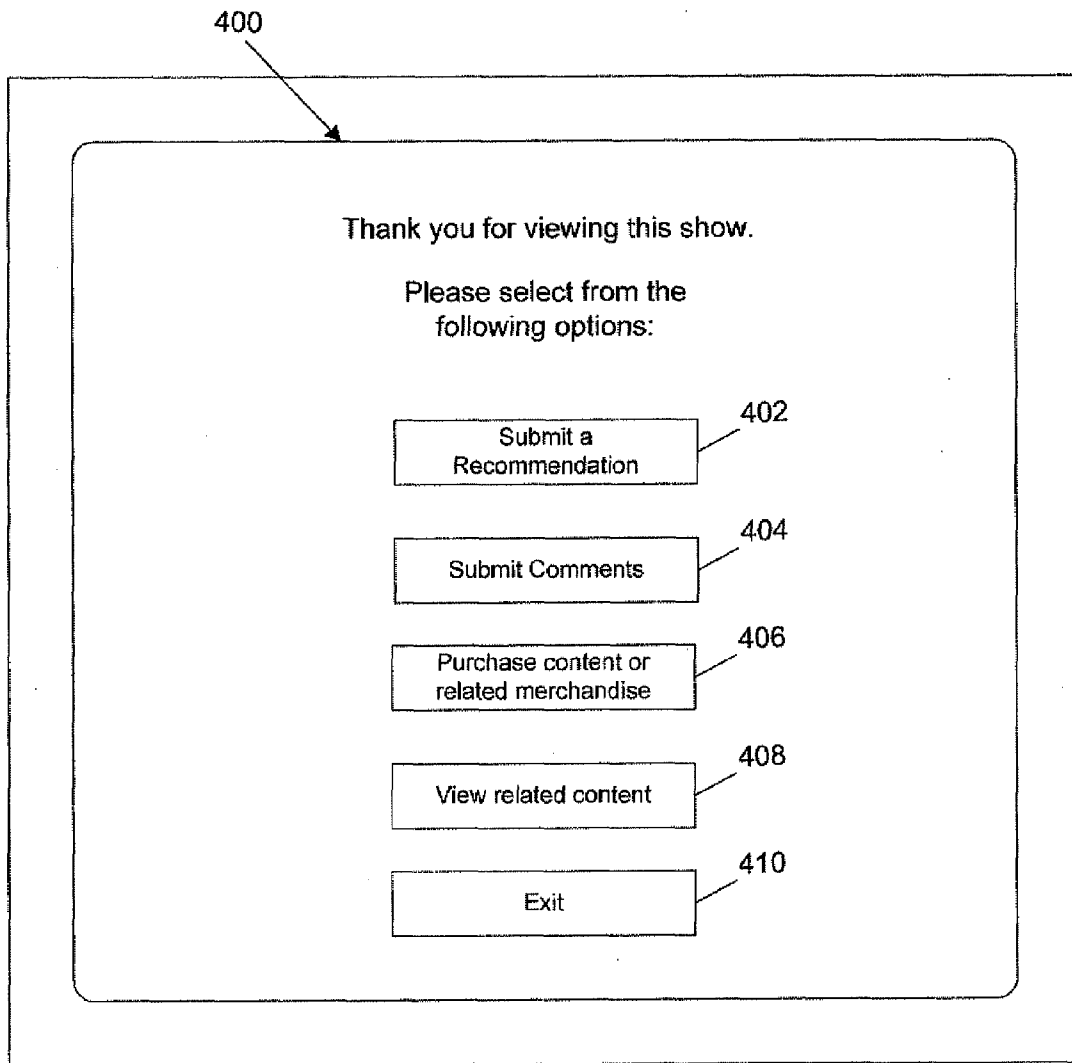 400
Thank you for viewing this show.
Please select from the
following options:
Submit a
Recommendation
402
Submit Comments
404
Purchase content or
related merchandise
406
View related content
408
Exit
410